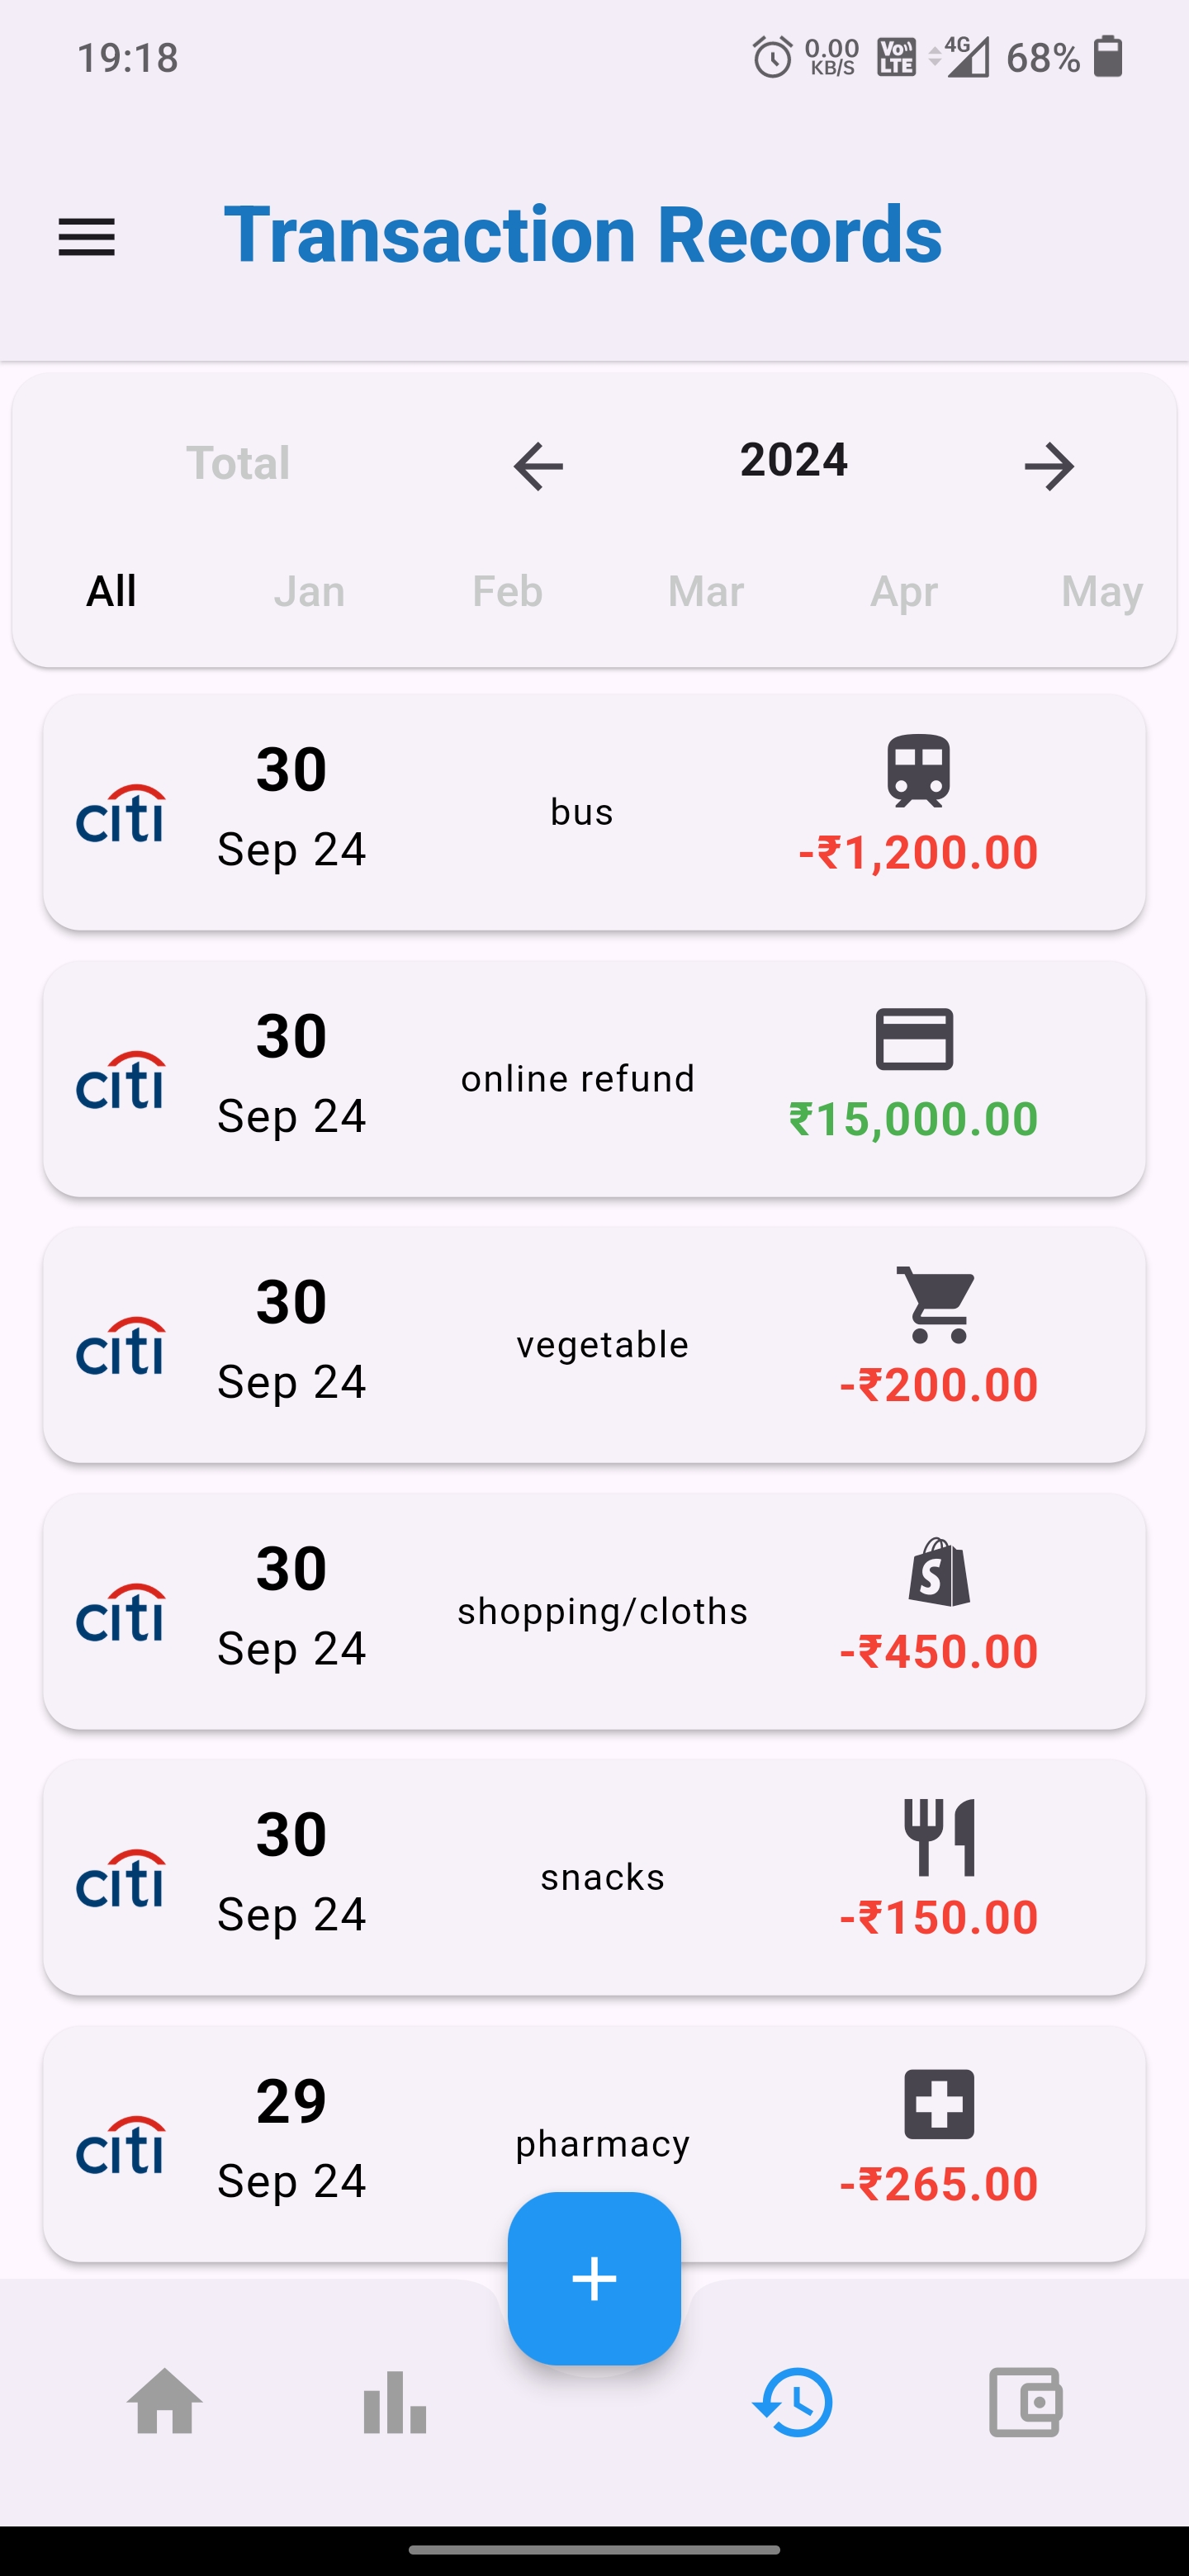 19:18
0.00
KB/S
Vo))
LTE
4G
68%
Transaction Records
Total
2024
All Jan Feb Mar Apr May
30
citi
Sep 24
bus
-₹1,200.00
30
citi
Sep 24
online refund
₹15,000.00
30
citi
Sep 24
vegetable
-₹200.00
30
citi
Sep 24
shopping/cloths
S
-₹450.00
30
citi
Sep 24
snacks
-₹150.00
29
citi
Sep 24
pharmacy
-₹265.00